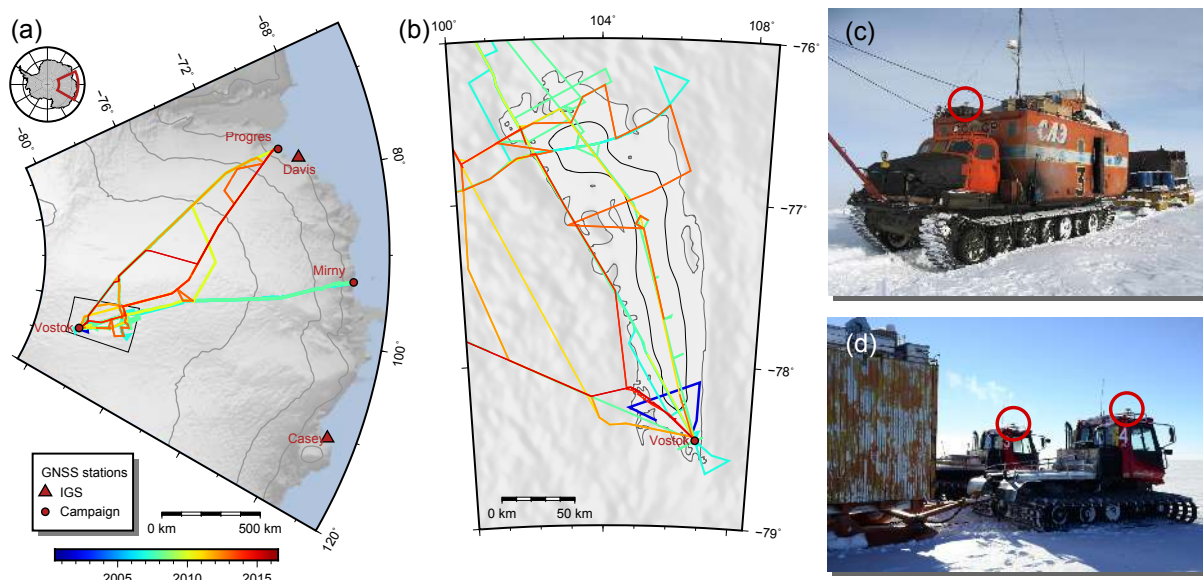 (a)
−68°
−72°
−76°
−80°
Progres
Davis
80°
Mirny
Vostok
100°
Casey
120°
GNSS stations
IGS
Campaign
0 km 500 km
2005 2010 2015
(b)
100° 104° 108°
−76°
−77°
−78°
−79°
Vostok
0 km 50 km
(c)
САЭ
(d)
4